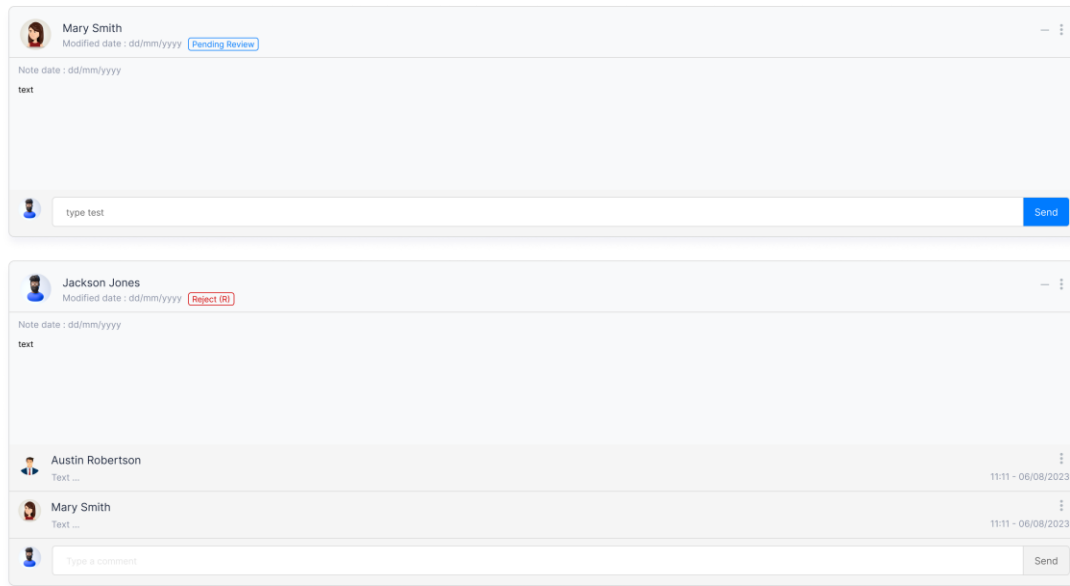 Mary Smith
Modified date : dd/mm/yyyy Pending Review
Note date : dd/mm/yyyy
text
type test Send
Jackson Jones
Modified date : dd/mm/yyyy Reject (R)
Note date : dd/mm/yyyy
text
Austin Robertson
Text ... 11:11 - 06/08/2023
Mary Smith
Text ... 11:11 - 06/08/2023
Type a comment Send